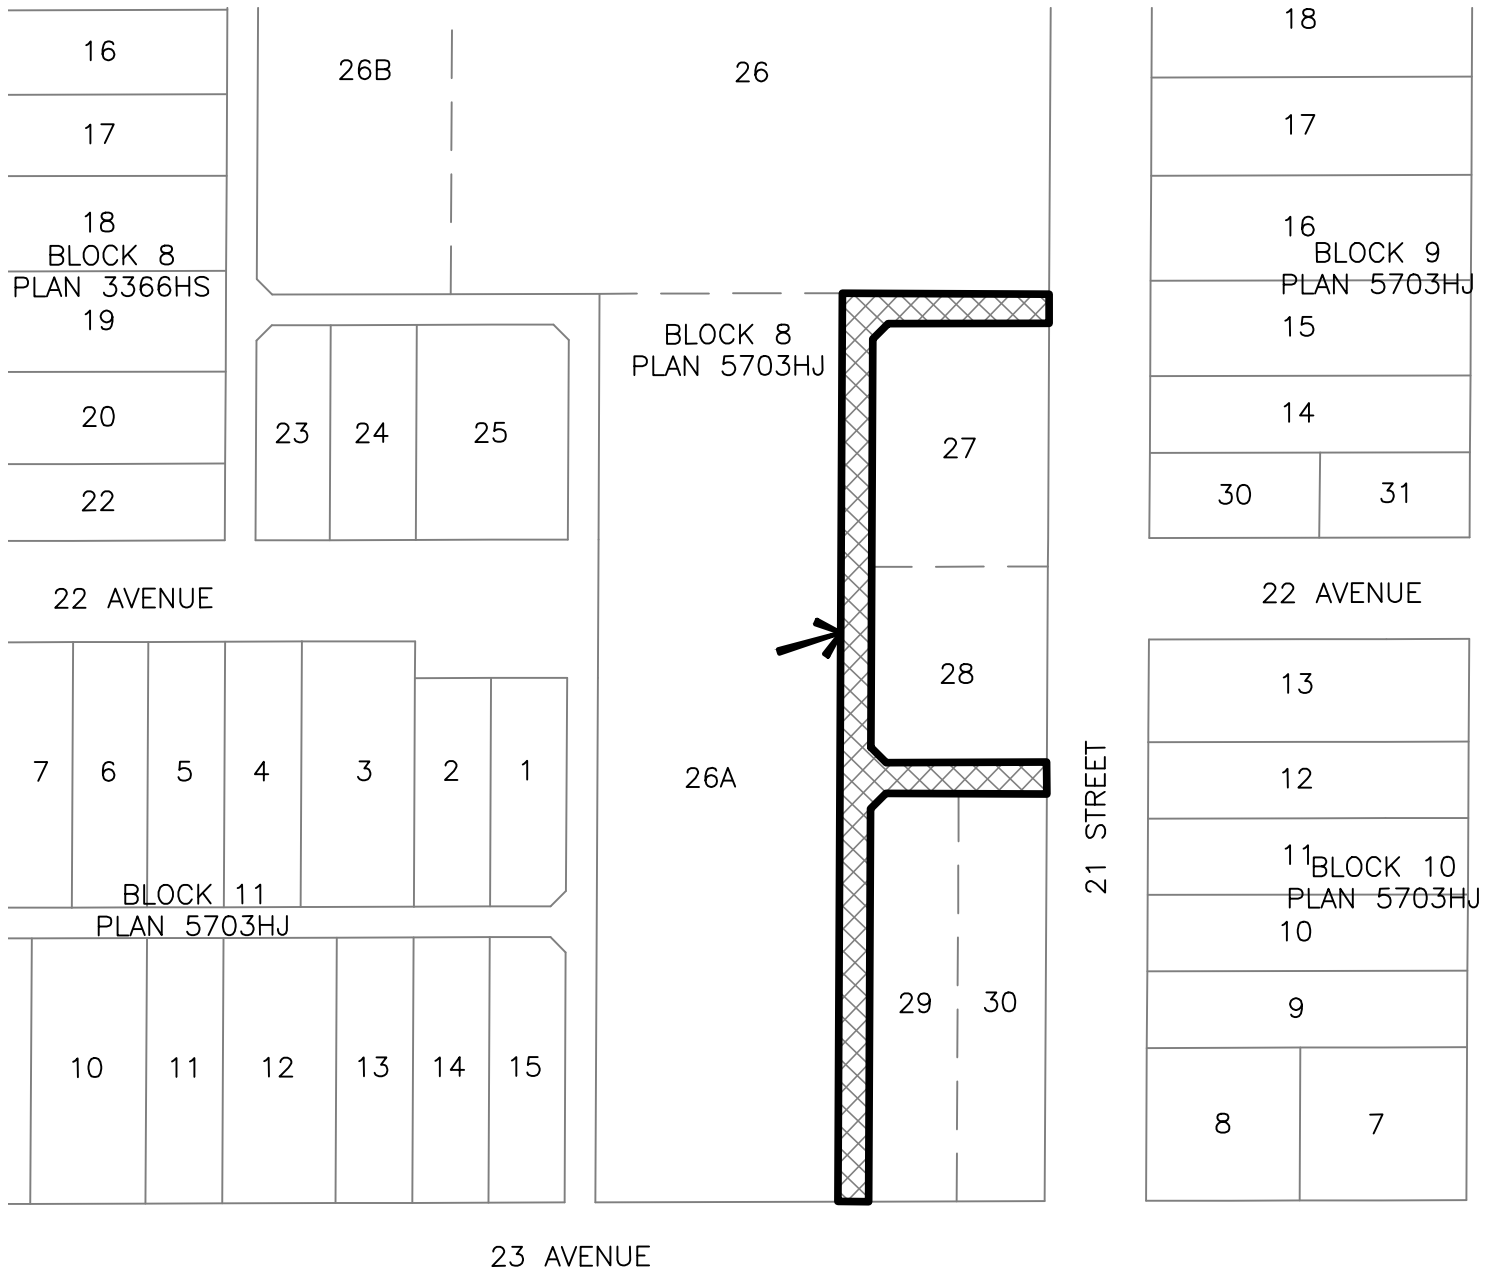 16
17
18
BLOCK 8
PLAN 3366HS
19
20
22
26B
26
23
24
25
BLOCK 8
PLAN 5703HJ
27
28
18
17
16
BLOCK 9
PLAN 5703HJ
15
14
30
31
22 AVENUE
22 AVENUE
7
6
5
4
3
2
1
BLOCK 11
PLAN 5703HJ
10
11
12
13
14
15
26A
29
30
21 STREET
13
12
11
BLOCK 10
PLAN 5703HJ
10
9
8
7
23 AVENUE